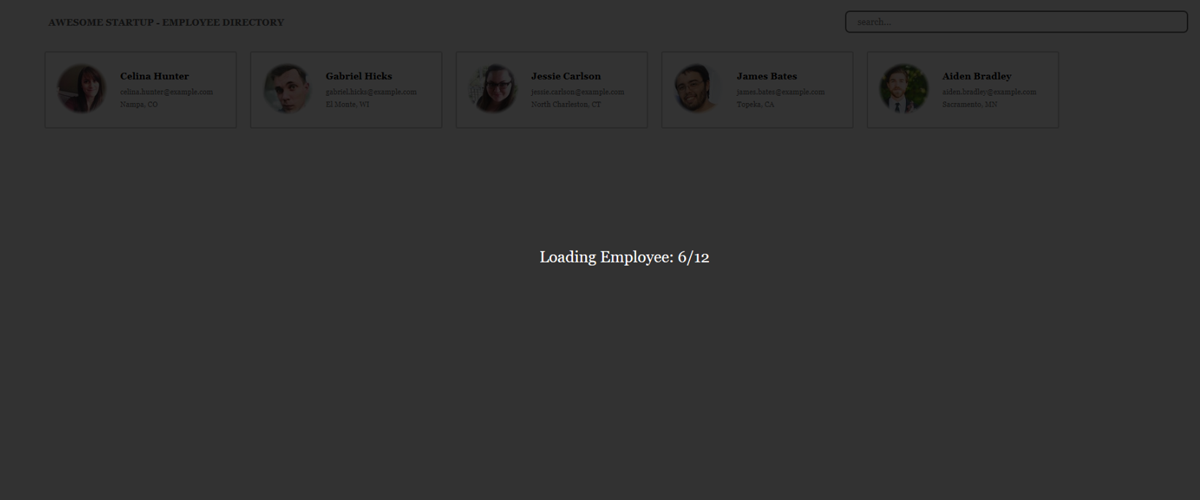 AWESOME STARTUP - EMPLOYEE DIRECTORY
search...
Celina Hunter
celina.hunter@example.com
Nampa, CO
Gabriel Hicks
gabriel.hicks@example.com
El Monte, WI
Jessie Carlson
jessie.carlson@example.com
North Charleston, CT
James Bates
james.bates@example.com
Topeka, CA
Aiden Bradley
aiden.bradley@example.com
Sacramento, MN
Loading Employee: 6/12